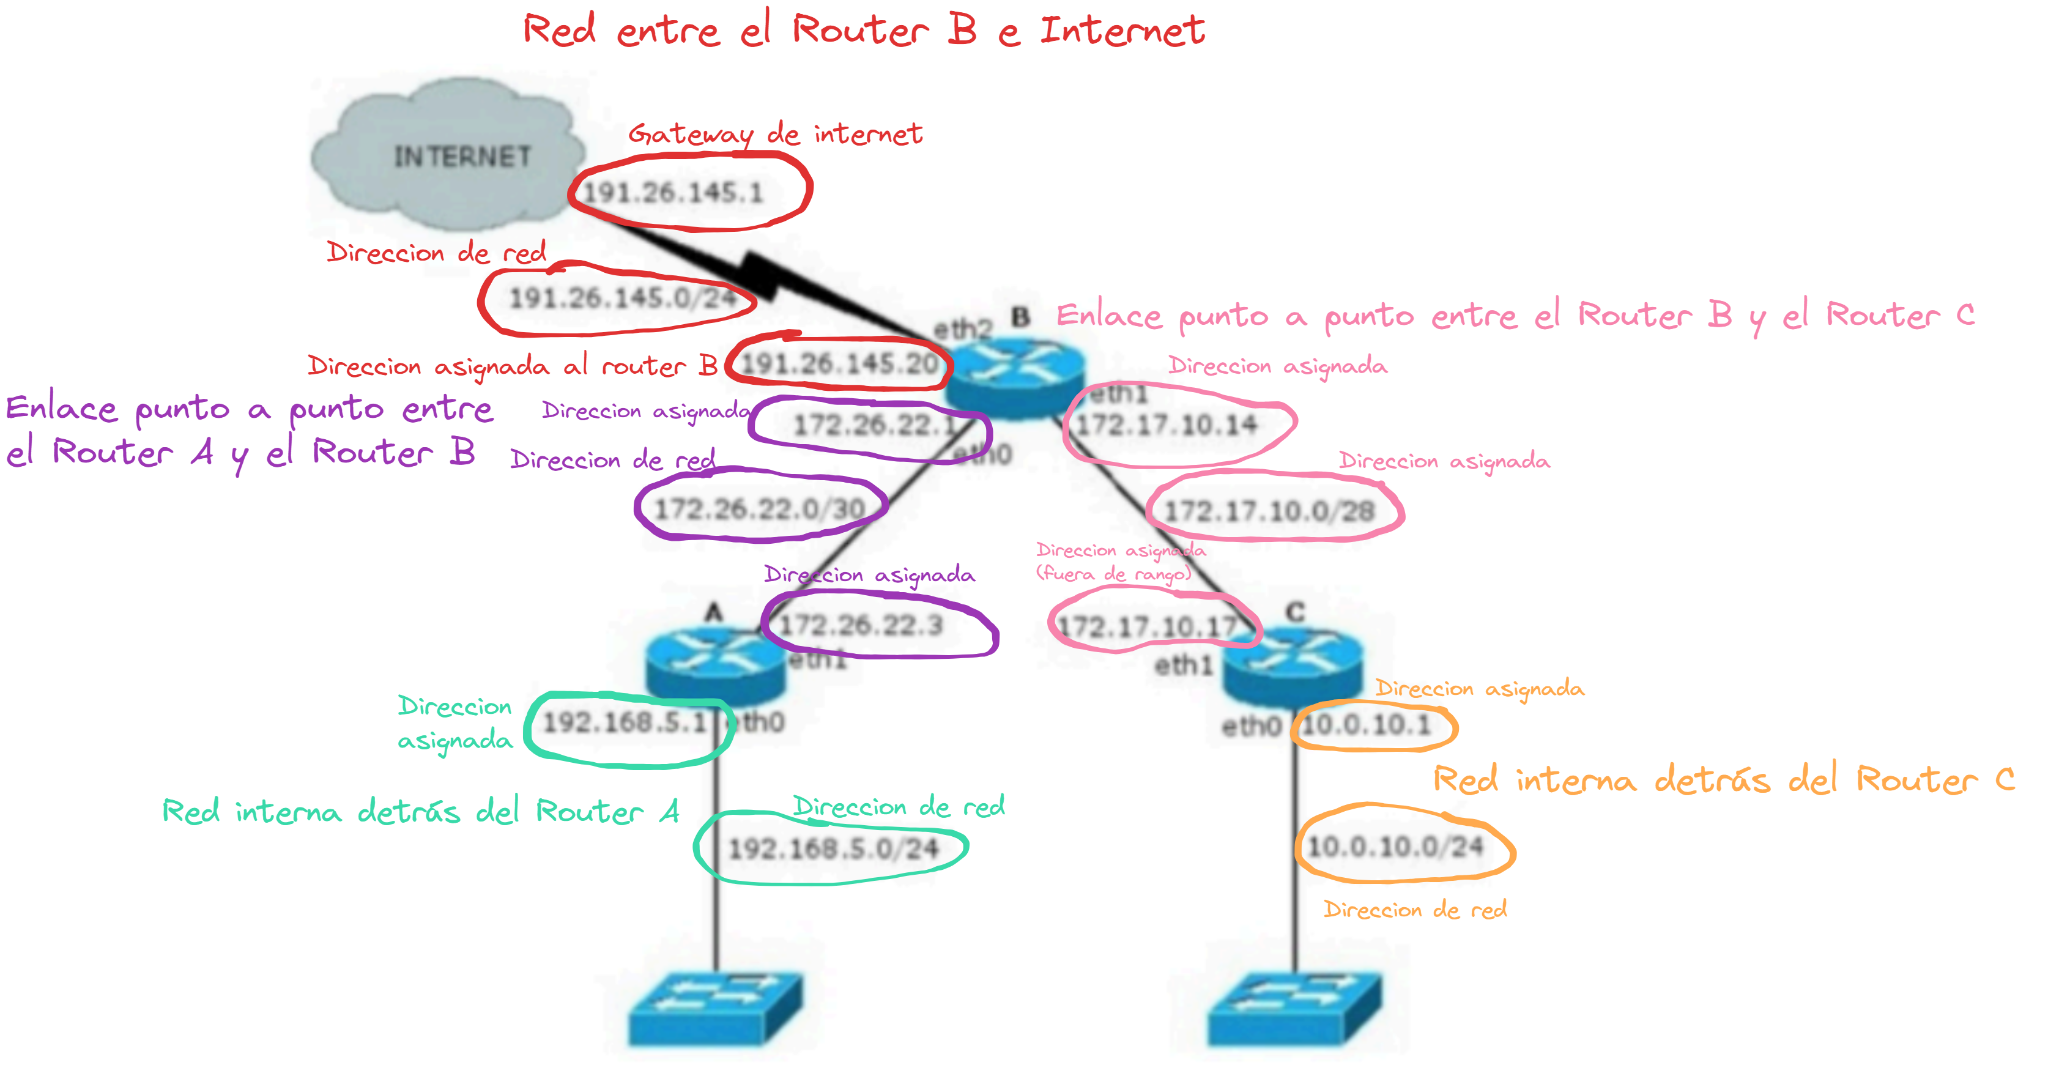 Red entre el Router B e Internet
Gateway de internet
INTERNET
191.26.145.1
Direccion de red
191.26.145.0/24
eth2
B
Enlace punto a punto entre el Router B y el Router C
Direccion asignada al router B
191.26.145.20
Direccion asignada
eth1
Enlace punto a punto entre
el Router A y el Router B
Direccion asignada
172.26.22.1
172.17.10.14
eth0
Direccion de red
Direccion asignada
172.26.22.0/30
172.17.10.0/28
Direccion asignada
(fuera de rango)
Direccion asignada
A
172.26.22.3
172.17.10.17
C
eth1
eth1
Direccion asignada
Direccion
asignada
192.168.5.1
eth0
eth0
10.0.10.1
Red interna detrás del Router C
Red interna detrás del Router A
Direccion de red
192.168.5.0/24
10.0.10.0/24
Direccion de red